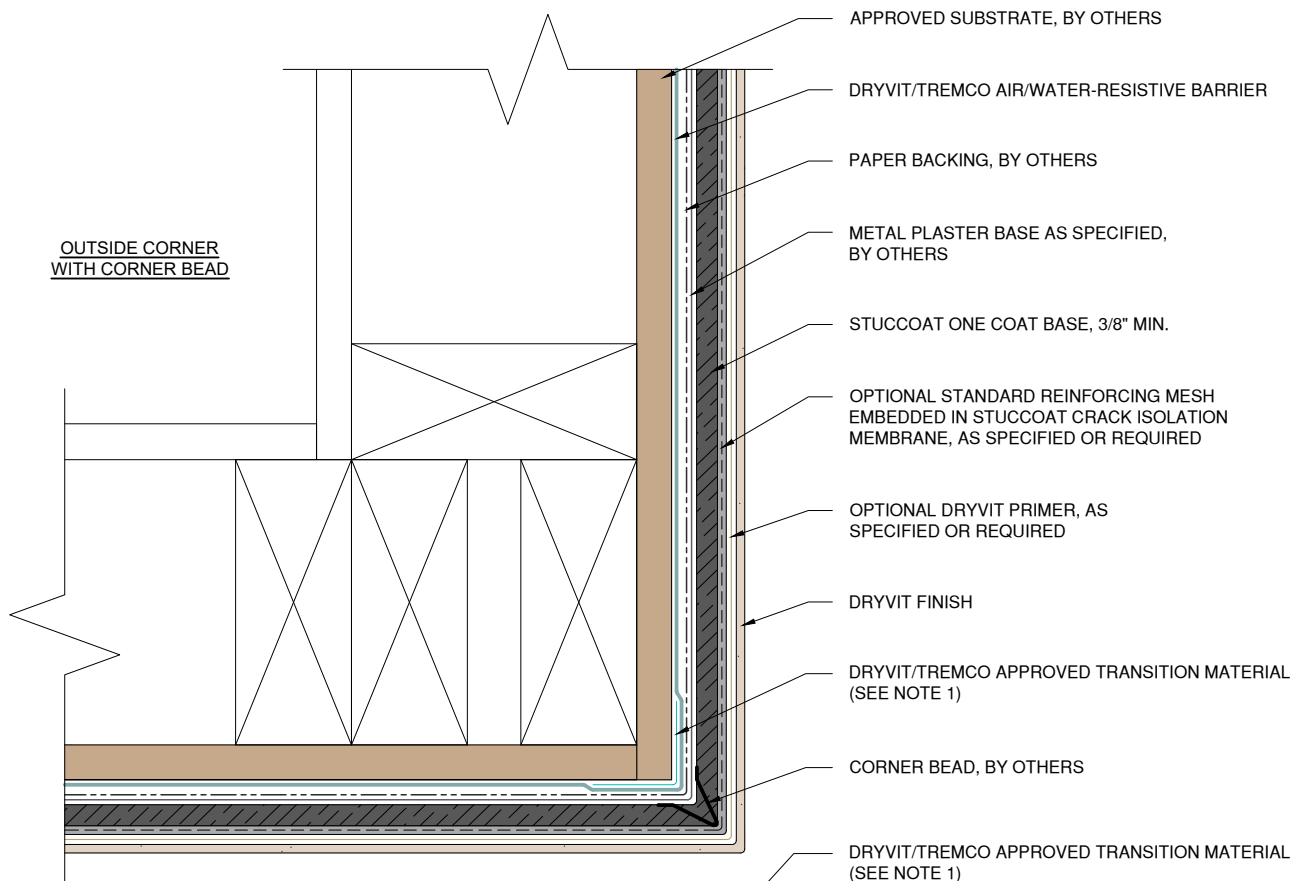 APPROVED SUBSTRATE, BY OTHERS
DRYVIT/TREMCO AIR/WATER-RESISTIVE BARRIER
PAPER BACKING, BY OTHERS
OUTSIDE CORNER
WITH CORNER BEAD
METAL PLASTER BASE AS SPECIFIED,
BY OTHERS
STUCCOAT ONE COAT BASE, 3/8" MIN.
OPTIONAL STANDARD REINFORCING MESH
EMBEDDED IN STUCCOAT CRACK ISOLATION
MEMBRANE, AS SPECIFIED OR REQUIRED
OPTIONAL DRYVIT PRIMER, AS
SPECIFIED OR REQUIRED
DRYVIT FINISH
DRYVIT/TREMCO APPROVED TRANSITION MATERIAL
(SEE NOTE 1)
CORNER BEAD, BY OTHERS
DRYVIT/TREMCO APPROVED TRANSITION MATERIAL
(SEE NOTE 1)